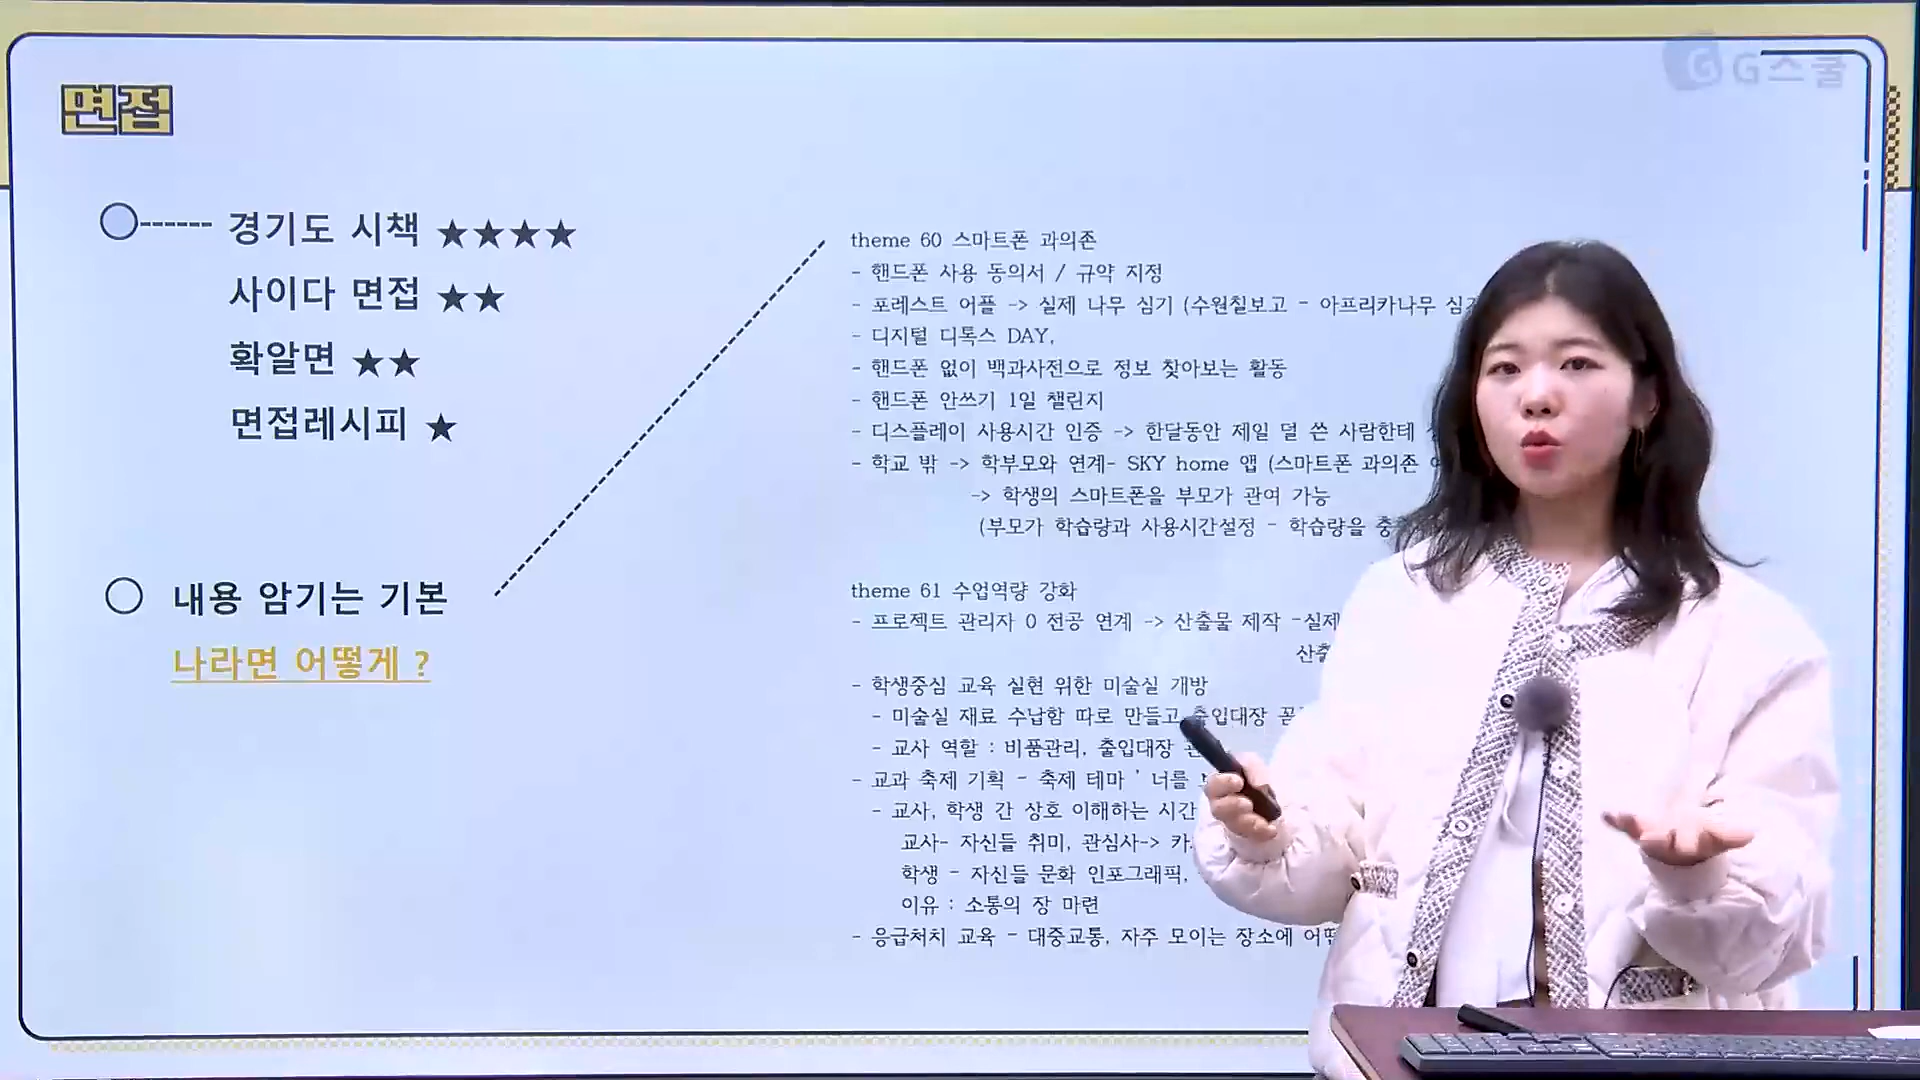 G스쿨
면접
경기도 시책 ★★★★
사이다 면접 ★★
확알면 ★★
면접레시피 ★
내용 암기는 기본
나라면 어떻게 ?
theme 60 스마트폰 과의존
- 핸드폰 사용 동의서 / 규약 지정
- 포레스트 어플 -> 실제 나무 심기 (수원칠보고 - 아프리카나무
- 디지털 디톡스 DAY,
- 핸드폰 없이 백과사전으로 정보 찾아보는 활동
- 핸드폰 안쓰기 1일 챌린지
- 디스플레이 사용시간 인증 -> 한달동안 제일 덜 쓴 사람한테
- 학교 밖 -> 학부모와 연계- SKY home 앱 (스마트폰 과의존
-> 학생의 스마트폰을 부모가 관여 가능
(부모가 학습량과 사용시간설정 - 학습량을
theme 61 수업역량 강화
- 프로젝트 관리자 0 전공 연계 -> 산출물 제작 -실제
- 학생중심 교육 실현 위한 미술실 개방
- 미술실 재료 수납함 따로 만들고 출입대장
- 교사 역할 : 비품관리, 출입대장
- 교과 축제 기획 - 축제 테마 ' 너를
- 교사, 학생 간 상호 이해하는 시간
교사- 자신들 취미, 관심사->
학생 - 자신들 문화 인포그래픽,
이유 : 소통의 장 마련
- 응급처치 교육 - 대중교통, 자주 모이는 장소에